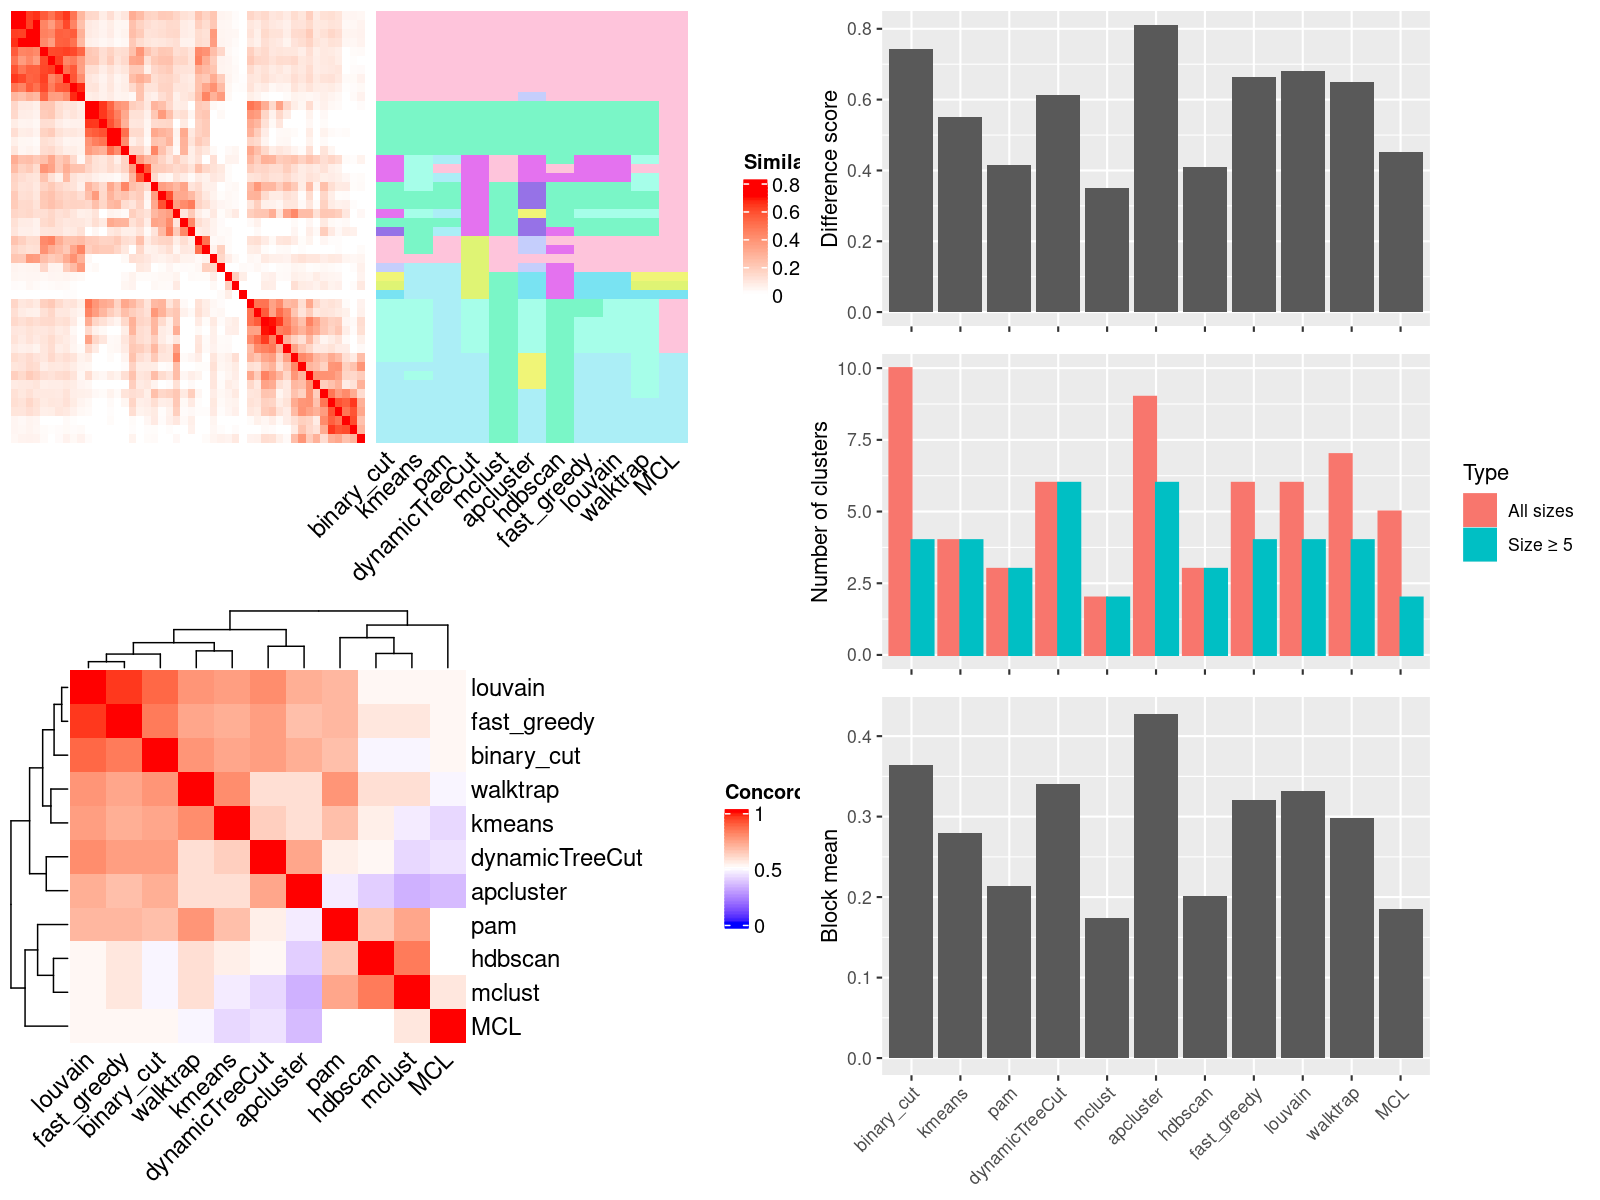 Simila
0.8
0.6
0.4
0.2
0
binary_cut
kmeans
pam
dynamicTreeCut
mclust
apcluster
hdbscan
fast_greedy
louvain
walktrap
MCL
louvain
fast_greedy
binary_cut
walktrap
kmeans
dynamicTreeCut
apcluster
pam
hdbscan
mclust
MCL
Concord
1
0.5
0
louvain
fast_greedy
binary_cut
walktrap
kmeans
dynamicTreeCut
apcluster
pam
hdbscan
mclust
MCL
Difference score
0.8
0.6
0.4
0.2
0.0
Number of clusters
10.0
7.5
5.0
2.5
0.0
Type
All sizes
Size ≥ 5
Block mean
0.4
0.3
0.2
0.1
0.0
binary_cut
kmeans
pam
dynamicTreeCut
mclust
apcluster
hdbscan
fast_greedy
louvain
walktrap
MCL